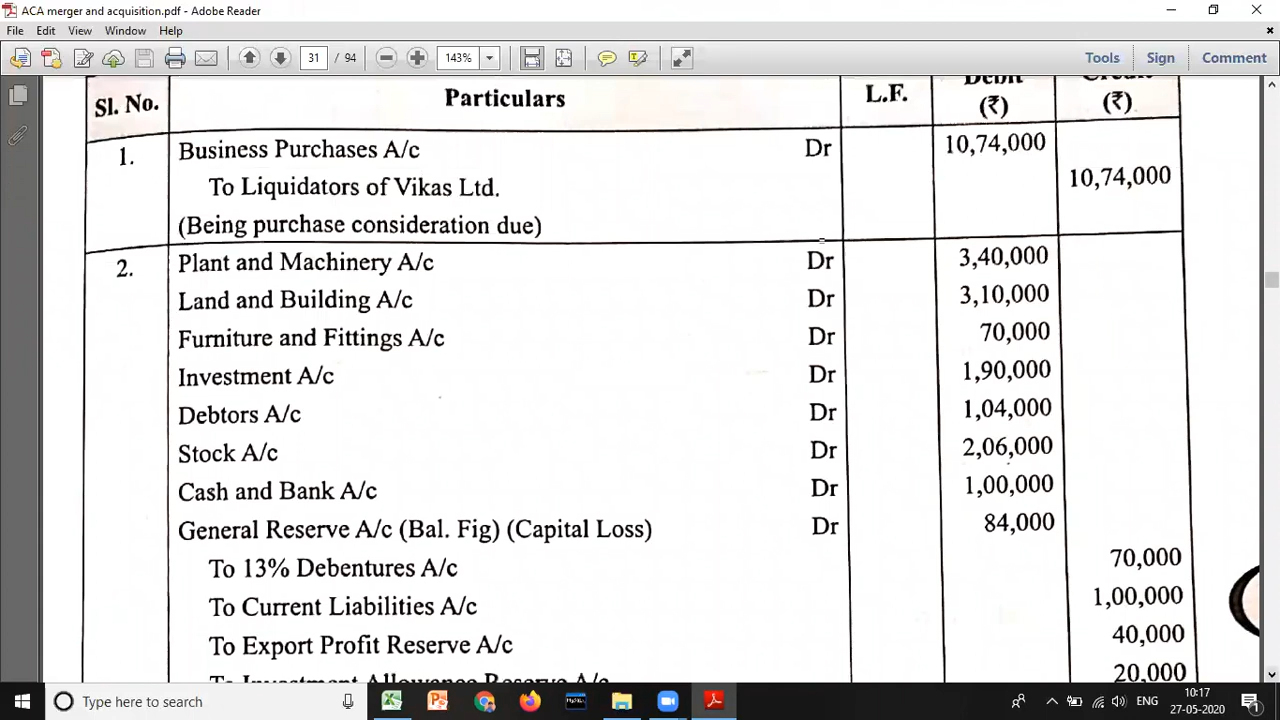 ACA merger and acquisition.pdf - Adobe Reader
File Edit View Window Help
31 / 94 143% Tools Sign Comment
Sl. No. Particulars L.F. Debit (₹) Credit (₹)
1. Business Purchases A/c Dr 10,74,000
To Liquidators of Vikas Ltd. 10,74,000
(Being purchase consideration due)
2. Plant and Machinery A/c Dr 3,40,000
Land and Building A/c Dr 3,10,000
Furniture and Fittings A/c Dr 70,000
Investment A/c Dr 1,90,000
Debtors A/c Dr 1,04,000
Stock A/c Dr 2,06,000
Cash and Bank A/c Dr 1,00,000
General Reserve A/c (Bal. Fig) (Capital Loss) Dr 84,000
To 13% Debentures A/c 70,000
To Current Liabilities A/c 1,00,000
To Export Profit Reserve A/c 40,000
To Investment Allowance Reserve A/c 20,000
Type here to search ENG 10:17
27-05-2020